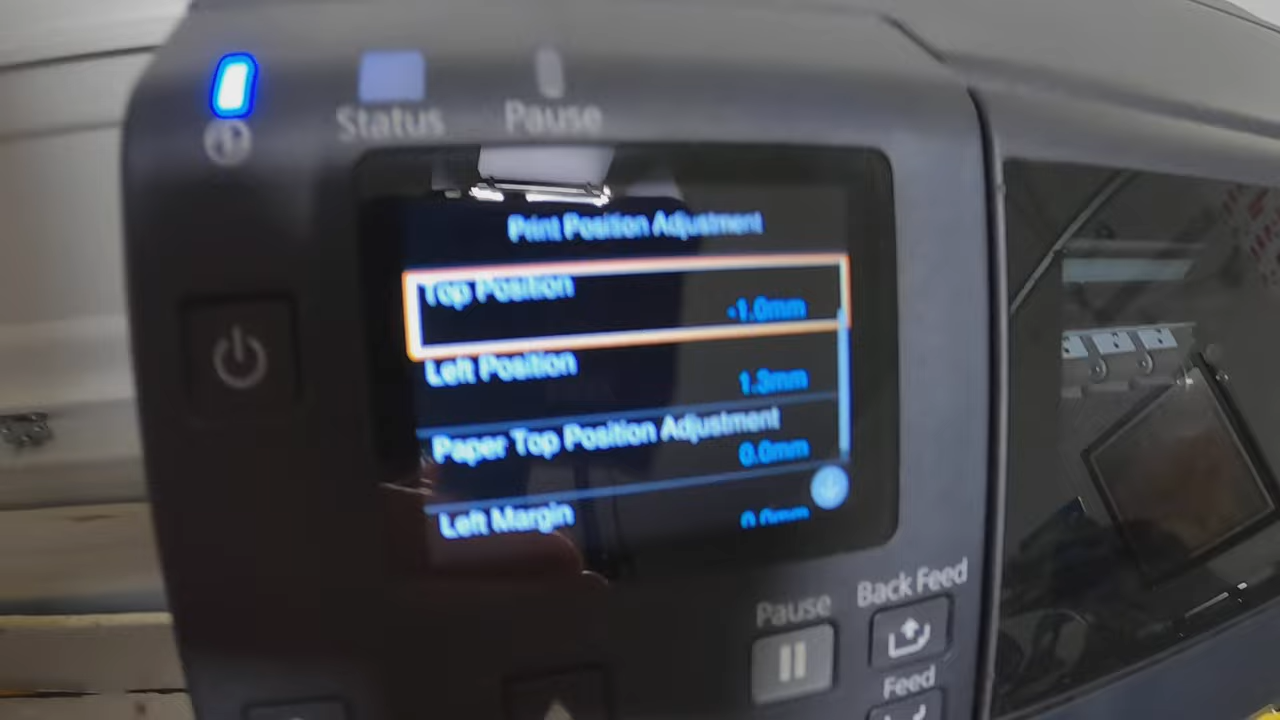 Status
Pause
Print Position Adjustment
Top Position
-1.0mm
Left Position
1.3mm
Paper Top Position Adjustment
0.0mm
Left Margin
0.0mm
Back Feed
Pause
Feed